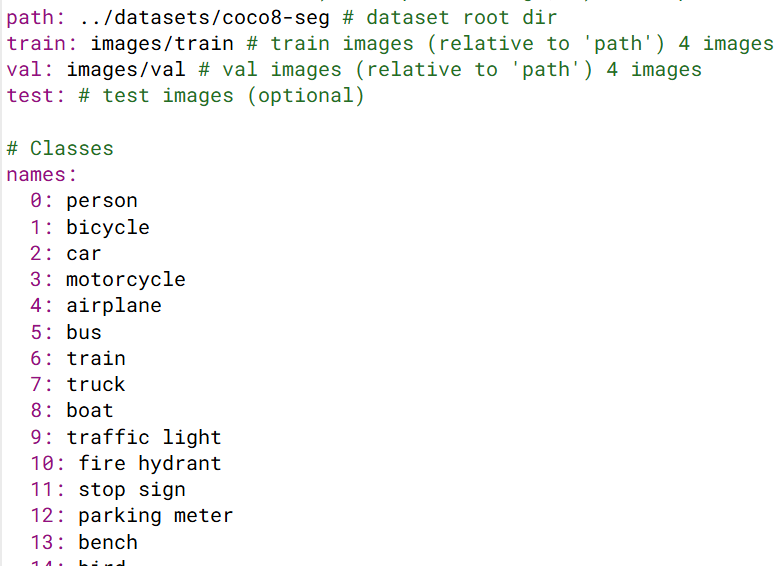 path: ../datasets/coco8-seg # dataset root dir
train: images/train # train images (relative to 'path') 4 images
val: images/val # val images (relative to 'path') 4 images
test: # test images (optional)
# Classes
names:
0: person
1: bicycle
2: car
3: motorcycle
4: airplane
5: bus
6: train
7: truck
8: boat
9: traffic light
10: fire hydrant
11: stop sign
12: parking meter
13: bench